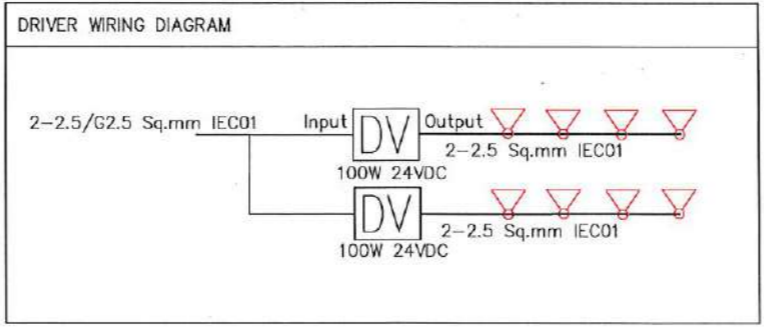 DRIVER WIRING DIAGRAM
2-2.5/G2.5 Sq.mm IEC01
Input
DV
Output
2-2.5 Sq.mm IEC01
100W 24VDC
DV
2-2.5 Sq.mm IEC01
100W 24VDC